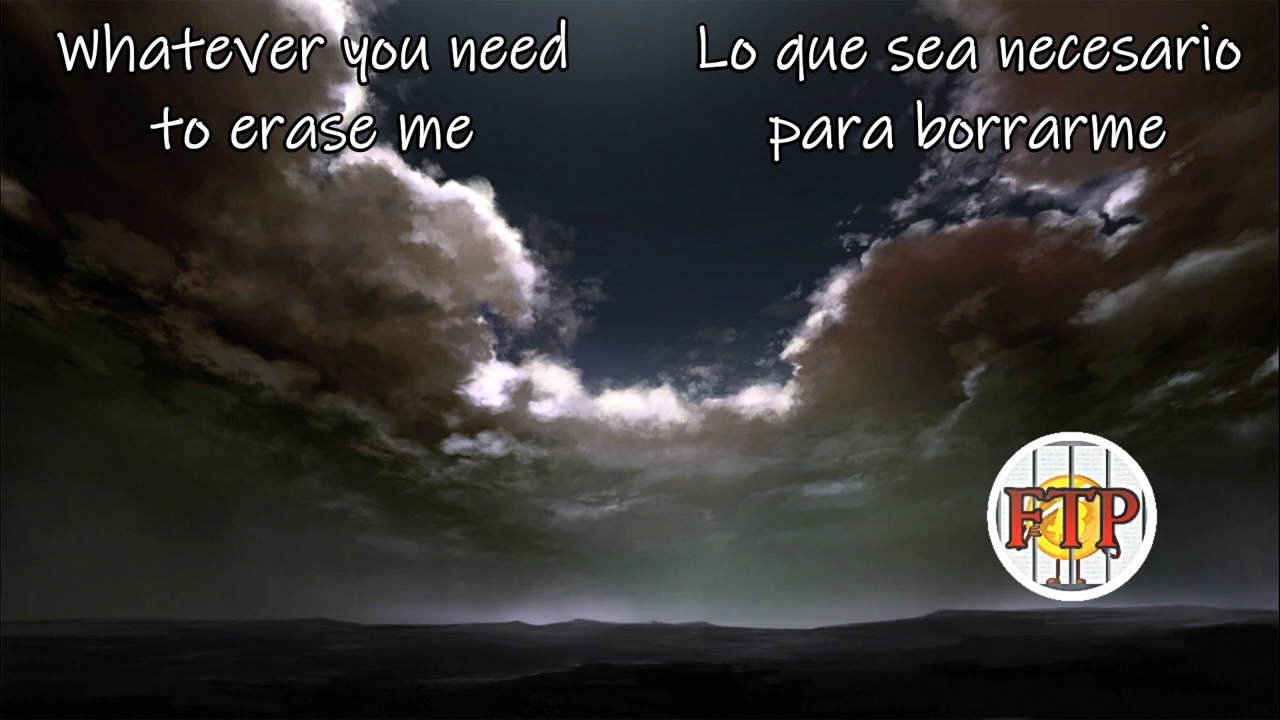 Whatever you need
to erase me
Lo que sea necesario
para borrarme
FTP